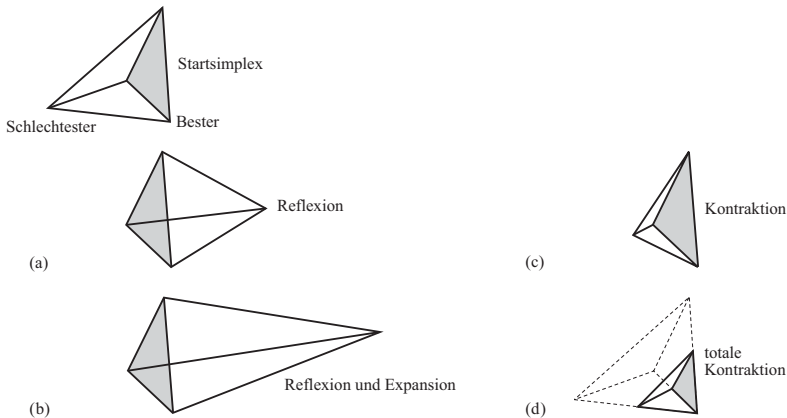 Startsimplex
Schlechtester
Bester
Reflexion
(a)
Kontraktion
(c)
Reflexion und Expansion
(b)
totale
Kontraktion
(d)